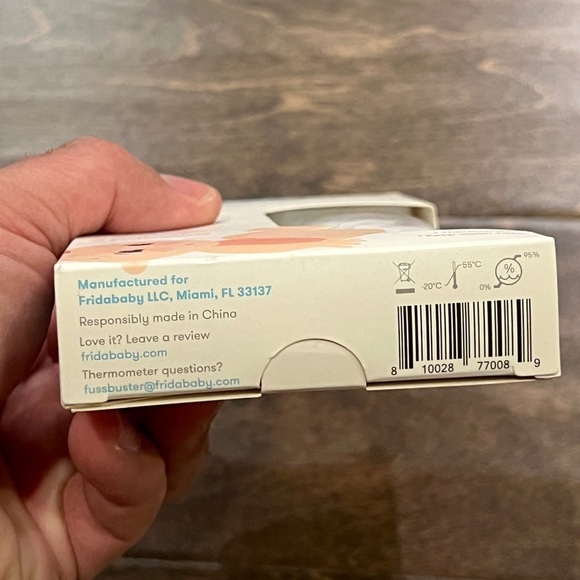 Manufactured for
Fridababy LLC, Miami, FL 33137
Responsibly made in China
Love it? Leave a review
fridababy.com
Thermometer questions?
fussbuster@fridababy.com
-20°C
55°C
0%
%
95%
8 10028 77008 9